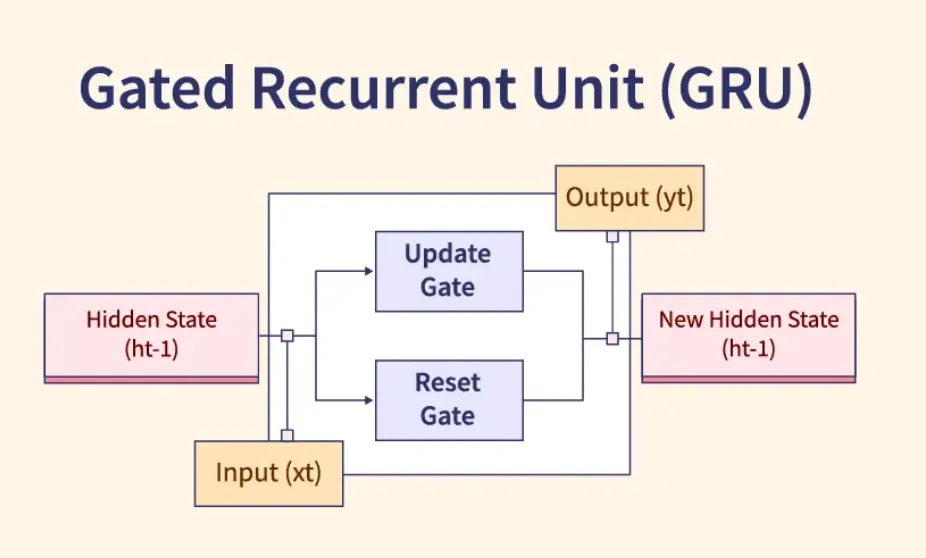 Gated Recurrent Unit (GRU)
Output (yt)
Update
Gate
Hidden State
(ht-1)
New Hidden State
(ht-1)
Reset
Gate
Input (xt)